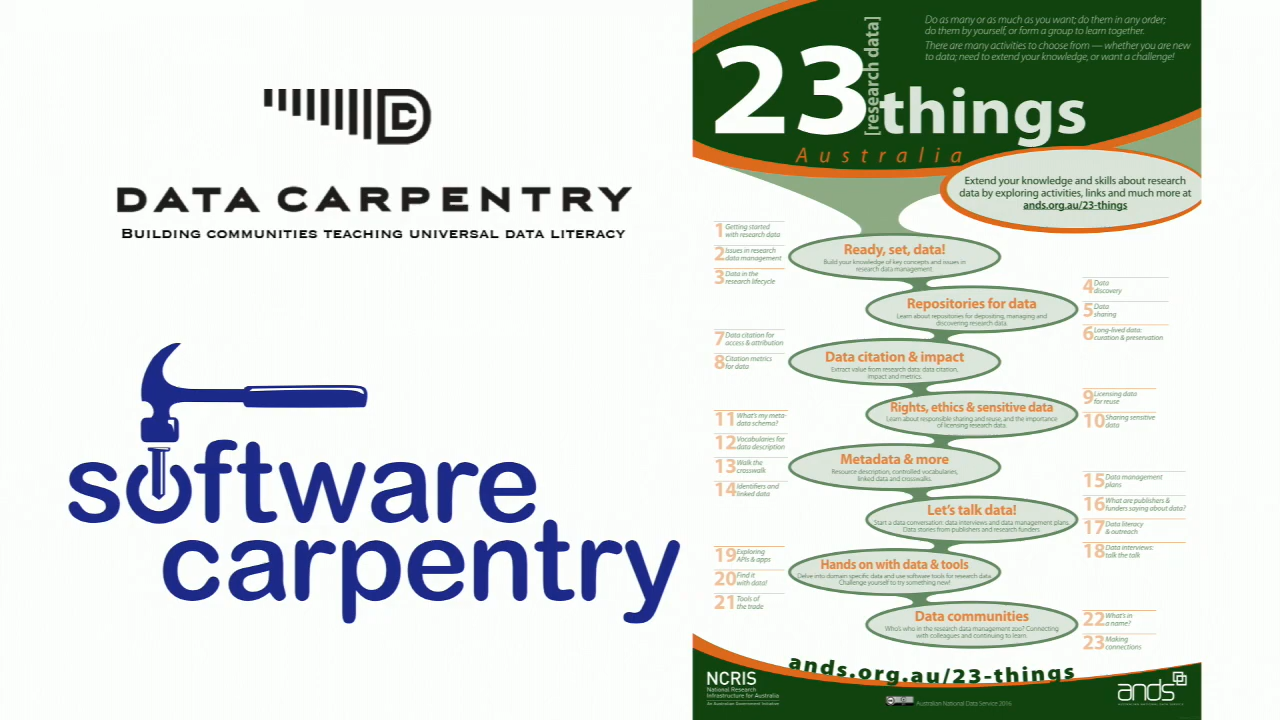 DATA CARPENTRY
BUILDING COMMUNITIES TEACHING UNIVERSAL DATA LITERACY
software
carpentry
Do as many or as much as you want; do them in any order;
do them by yourself, or form a group to learn together.
There are many activities to choose from — whether you are new
to data; need to extend your knowledge, or want a challenge!
23 [research data] things
Australia
Extend your knowledge and skills about research
data by exploring activities, links and much more at
ands.org.au/23-things
1 Getting started
with research data
2 Issues in research
data management
3 Data in the
research lifecycle
Ready, set, data!
Build your knowledge of key concepts and issues in
research data management.
Repositories for data
Learn about repositories for depositing, managing and
discovering research data.
4 Data
discovery
5 Data
sharing
6 Long-lived data:
curation & preservation
7 Data citation for
access & attribution
8 Citation metrics
for data
Data citation & impact
Extract value from research data: data citation,
impact and metrics.
Rights, ethics & sensitive data
Learn about responsible sharing and reuse, and the importance
of licensing research data.
9 Licensing data
for reuse
10 Sharing sensitive
data
11 What's my meta-
data schema?
12 Vocabularies for
data description
13 Walk the
crosswalk
14 Identifiers and
linked data
Metadata & more
Resource description, controlled vocabularies,
linked data and crosswalks.
Let's talk data!
Start a data conversation: data interviews and data management plans.
Data stories from publishers and research funders
15 Data management
plans
16 What are publishers &
funders saying about data?
17 Data literacy
& outreach
18 Data interviews:
talk the talk
19 Exploring
APIs & apps
20 Find it
with data!
21 Tools of
the trade
Hands on with data & tools
Delve into domain specific data and use software tools for research data.
Challenge yourself to try something new!
Data communities
Who's who in the research data management zoo? Connecting
with colleagues and continuing to learn.
22 What's in
a name?
23 Making
connections
ands.org.au/23-things
NCRIS
National Research
Infrastructure for Australia
An Australian Government Initiative
Australian National Data Service 2016
ands